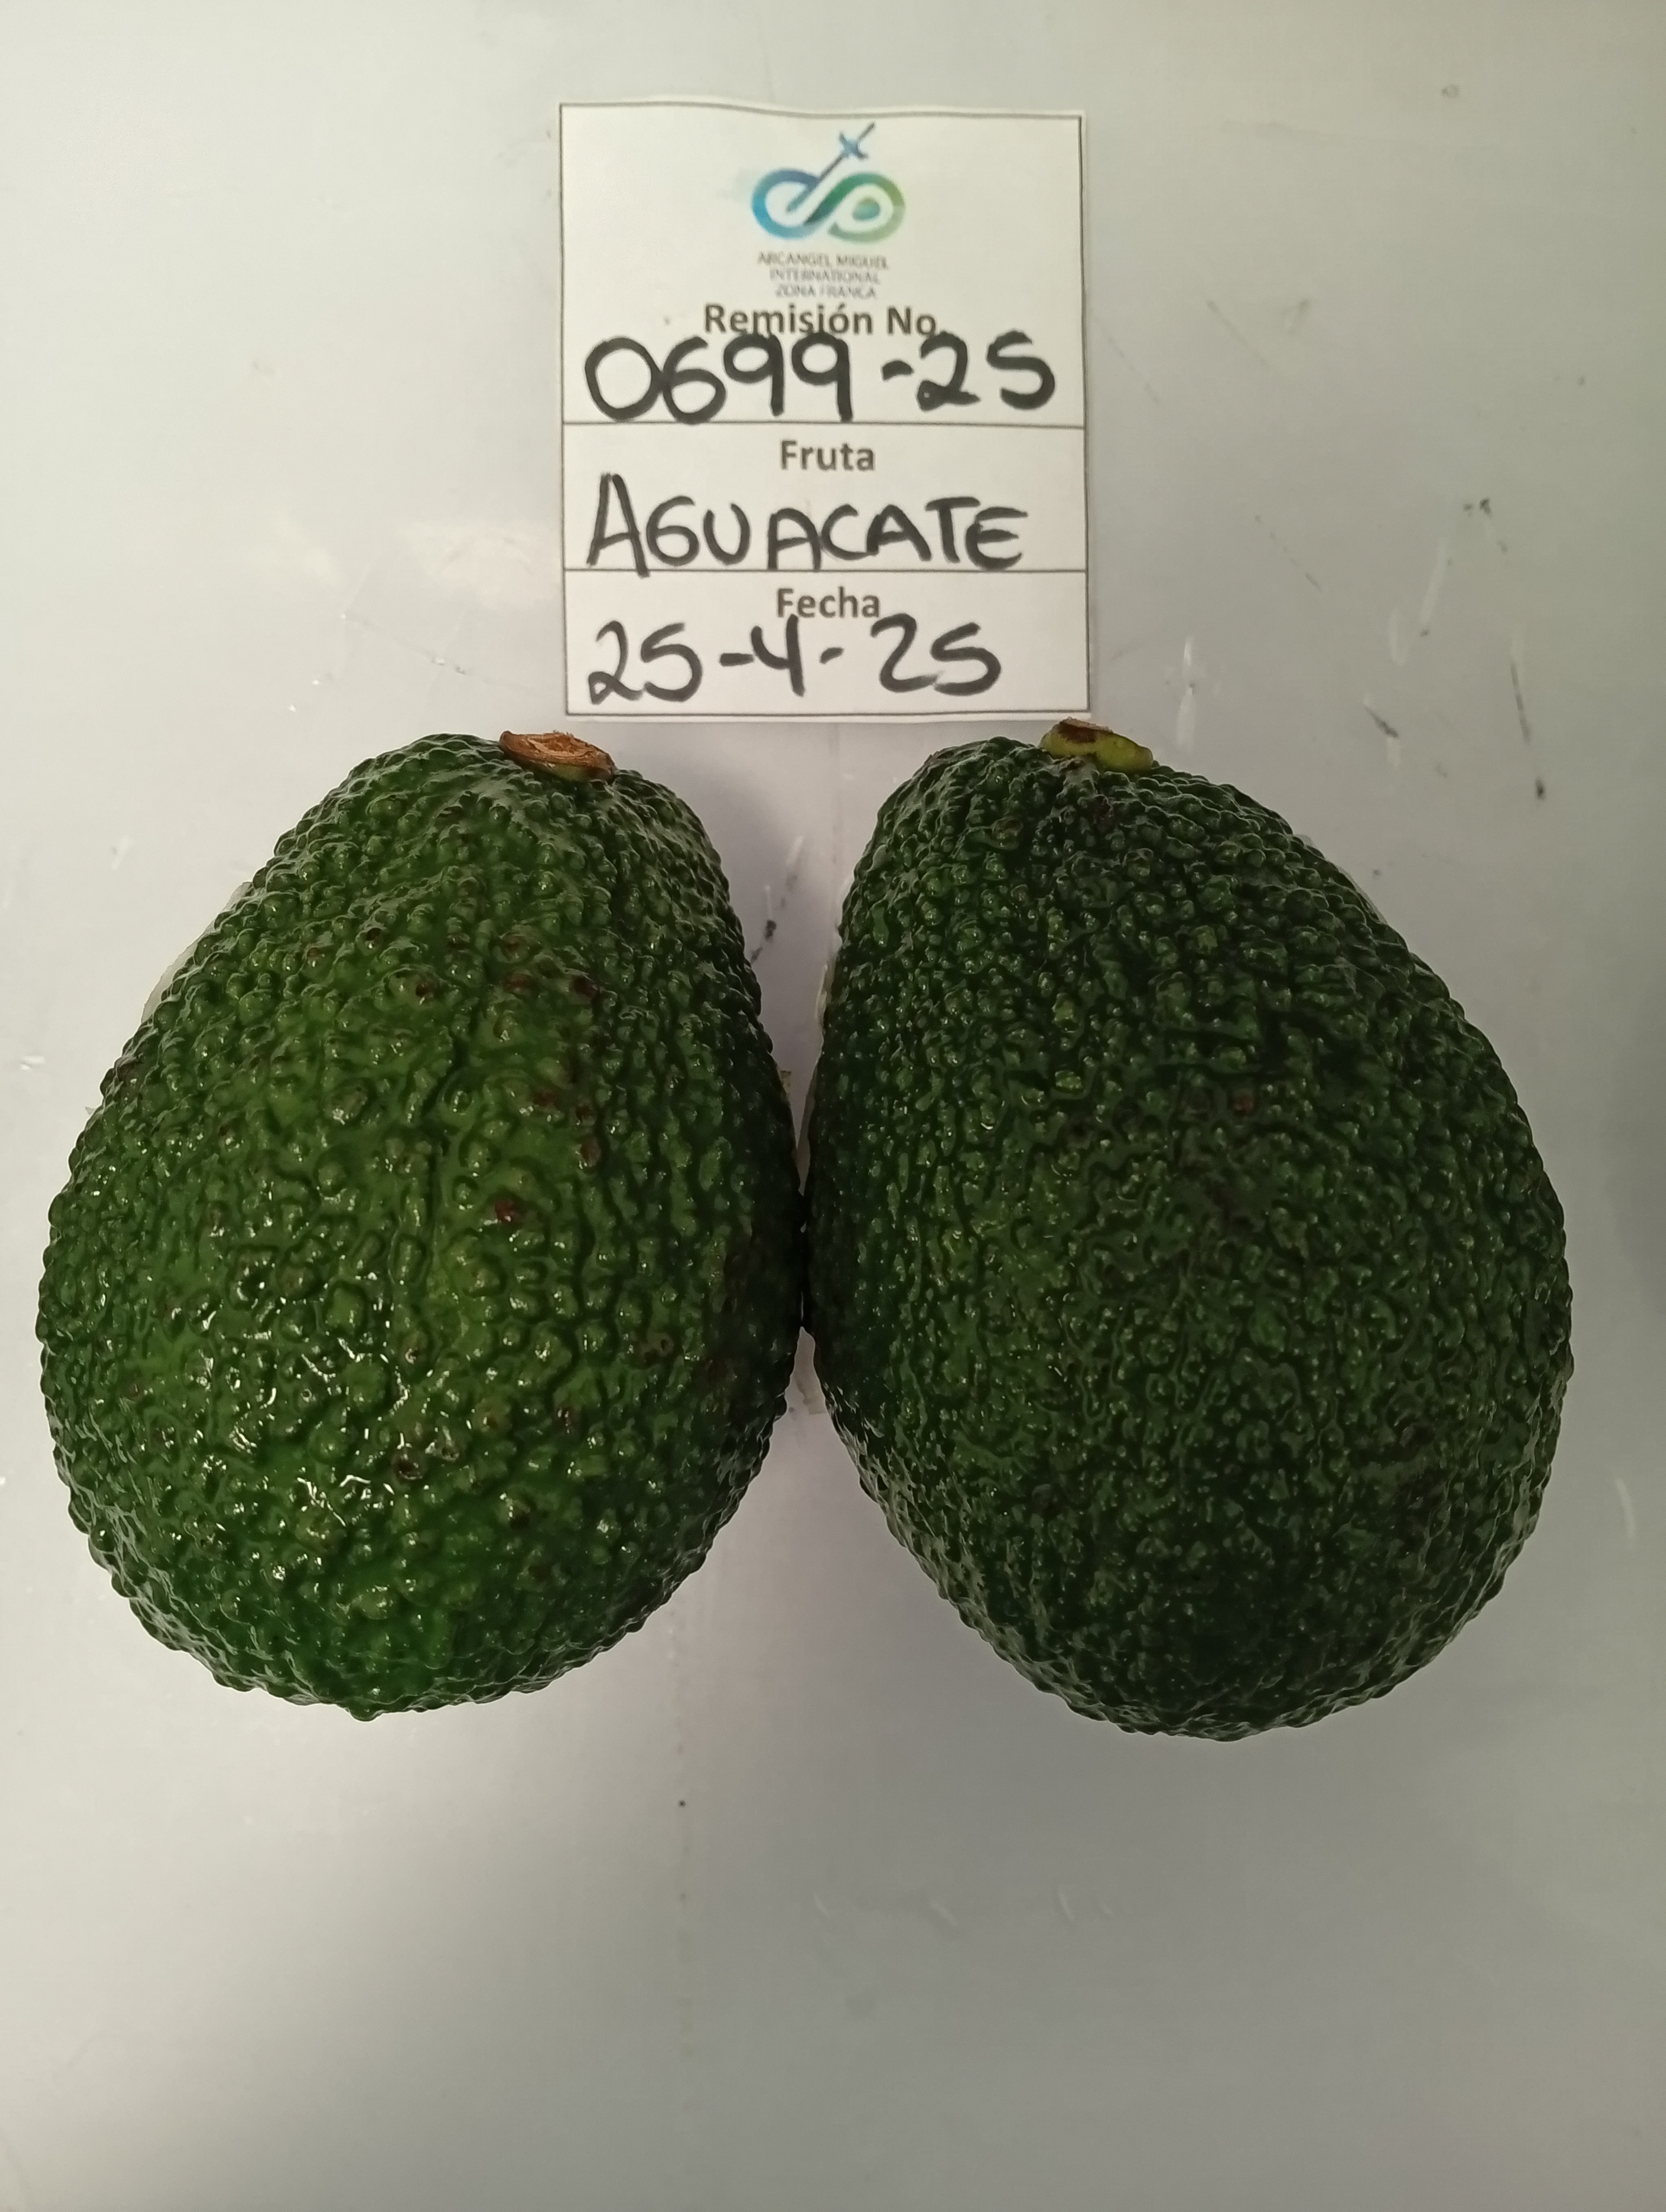 ARCANGEL MIGUEL
INTERNATIONAL
ZONA FRANCA
Remisión No.
0699-25
Fruta
AGUACATE
Fecha
25-4-25